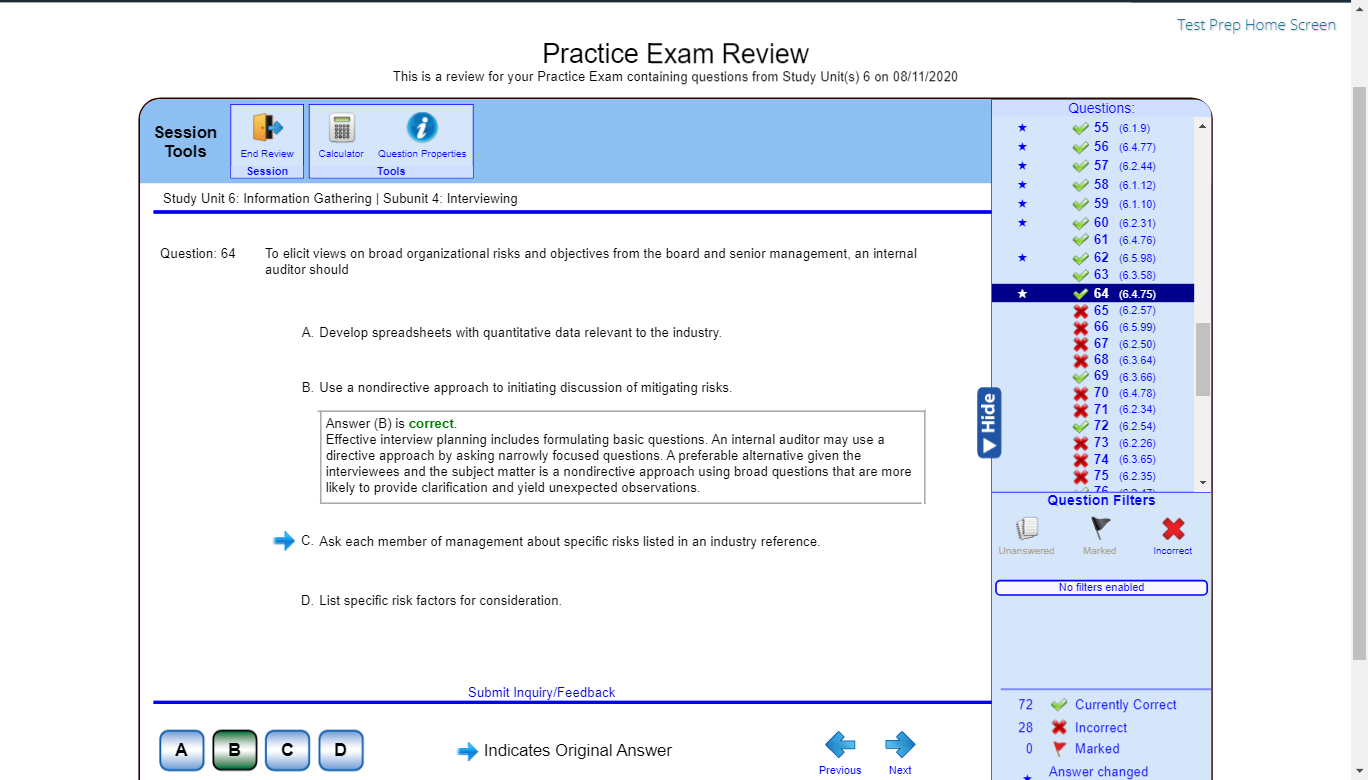 Test Prep Home Screen
Practice Exam Review
This is a review for your Practice Exam containing questions from Study Unit(s) 6 on 08/11/2020
Session Tools
End Review
Session
Calculator
Question Properties
Tools
Study Unit 6: Information Gathering | Subunit 4: Interviewing
Question: 64
To elicit views on broad organizational risks and objectives from the board and senior management, an internal
auditor should
A. Develop spreadsheets with quantitative data relevant to the industry.
B. Use a nondirective approach to initiating discussion of mitigating risks.
Answer (B) is correct.
Effective interview planning includes formulating basic questions. An internal auditor may use a
directive approach by asking narrowly focused questions. A preferable alternative given the
interviewees and the subject matter is a nondirective approach using broad questions that are more
likely to provide clarification and yield unexpected observations.
C. Ask each member of management about specific risks listed in an industry reference.
D. List specific risk factors for consideration.
Submit Inquiry/Feedback
A
B
C
D
Indicates Original Answer
Previous
Next
Hide
Questions:
55 (6.1.9)
56 (6.4.77)
57 (6.2.44)
58 (6.1.12)
59 (6.1.10)
60 (6.2.31)
61 (6.4.76)
62 (6.5.98)
63 (6.3.58)
64 (6.4.75)
65 (6.2.57)
66 (6.5.99)
67 (6.2.50)
68 (6.3.64)
69 (6.3.66)
70 (6.4.78)
71 (6.2.34)
72 (6.2.54)
73 (6.2.26)
74 (6.3.65)
75 (6.2.35)
76
Question Filters
Unanswered
Marked
Incorrect
No filters enabled
72 Currently Correct
28 Incorrect
0 Marked
Answer changed